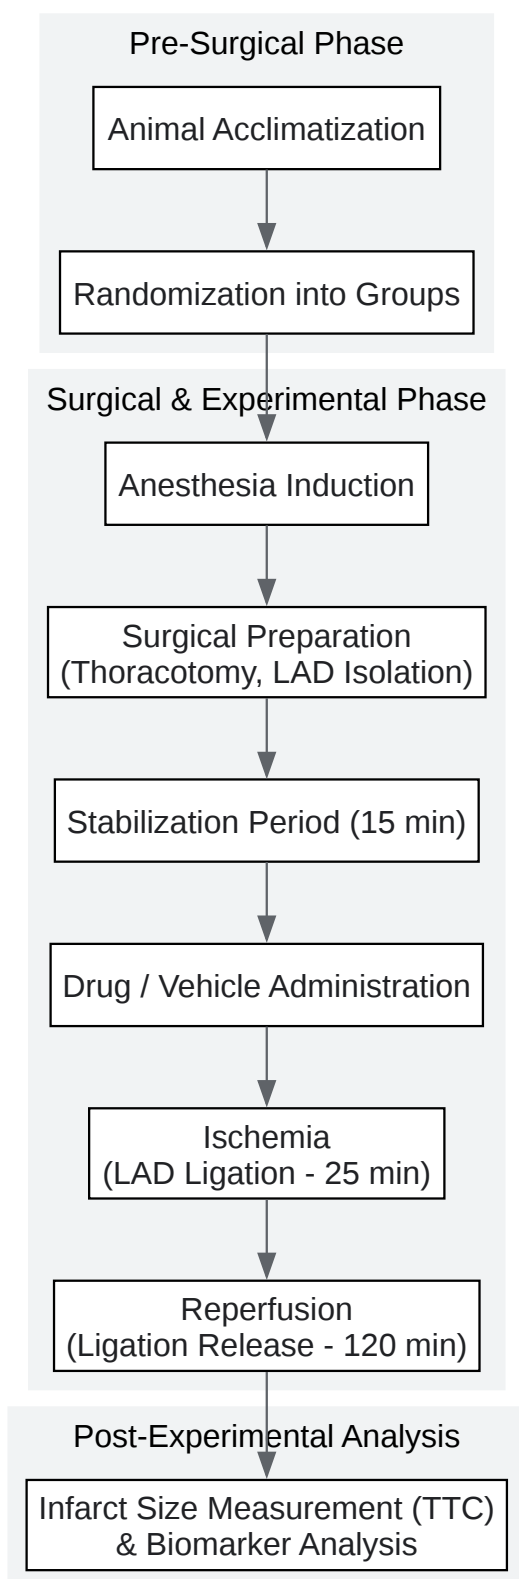 Pre-Surgical Phase
Animal Acclimatization
Randomization into Groups
Surgical & Experimental Phase
Anesthesia Induction
Surgical Preparation
(Thoracotomy, LAD Isolation)
Stabilization Period (15 min)
Drug / Vehicle Administration
Ischemia
(LAD Ligation - 25 min)
Reperfusion
(Ligation Release - 120 min)
Post-Experimental Analysis
Infarct Size Measurement (TTC)
& Biomarker Analysis